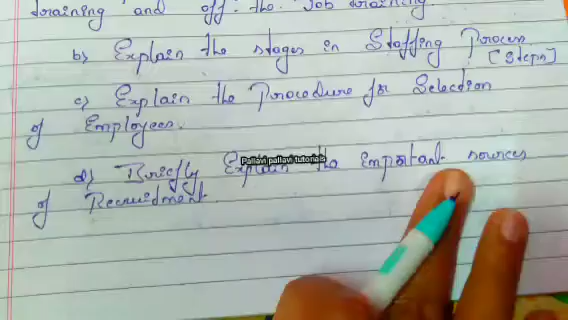 training and off. the. Job training.
b) Explain the stages in Staffing Process
[Steps]
c) Explain the Procedure for Selection
of Employees.
d) Briefly Explain the important sources
of Recruitment.
Pallavi pallavi tutorials